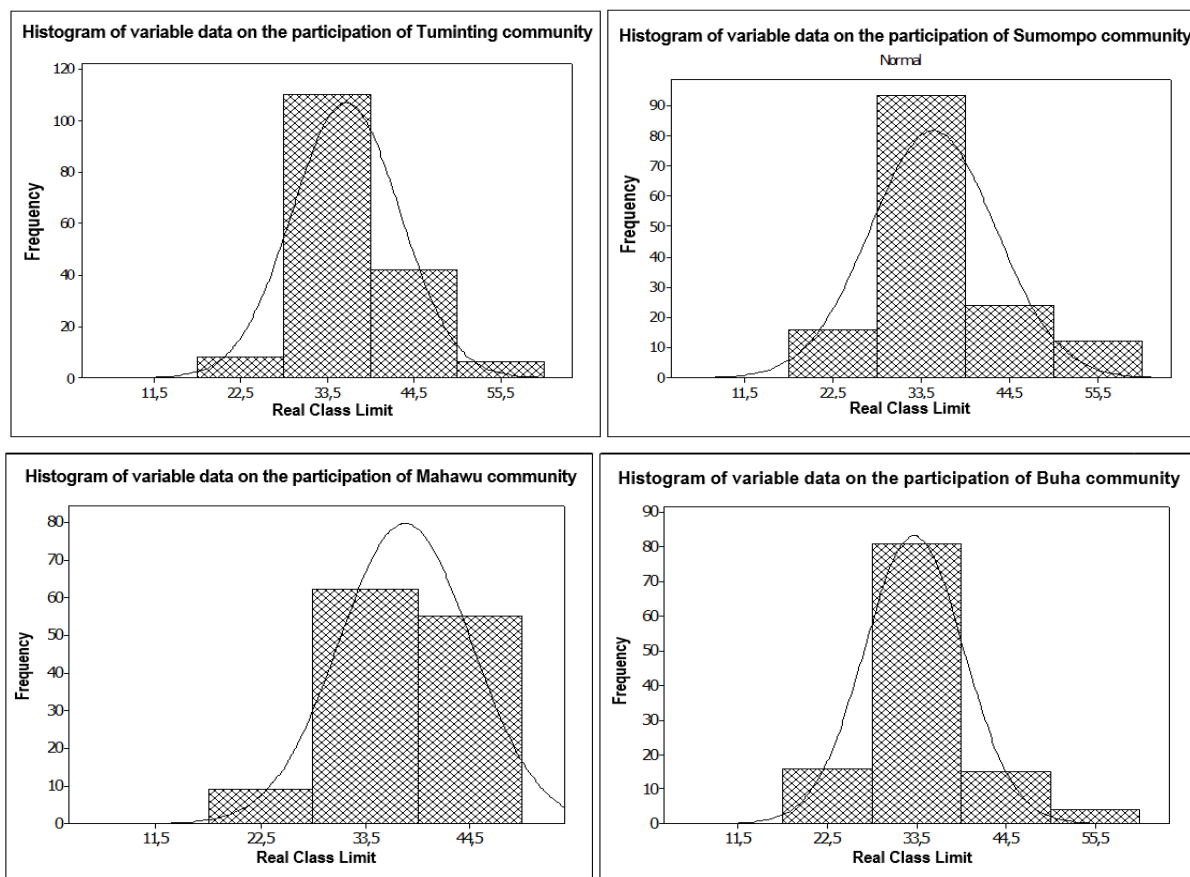 Histogram of variable data on the participation of Tuminting community
120
100
80
60
40
20
0
Frequency
11,5 22,5 33,5 44,5 55,5
Real Class Limit
Histogram of variable data on the participation of Sumompo community
Normal
90
80
70
60
50
40
30
20
10
0
Frequency
11,5 22,5 33,5 44,5 55,5
Real Class Limit
Histogram of variable data on the participation of Mahawu community
80
70
60
50
40
30
20
10
0
Frequency
11,5 22,5 33,5 44,5
Real Class Limit
Histogram of variable data on the participation of Buha community
90
80
70
60
50
40
30
20
10
0
Frequency
11,5 22,5 33,5 44,5 55,5
Real Class Limit